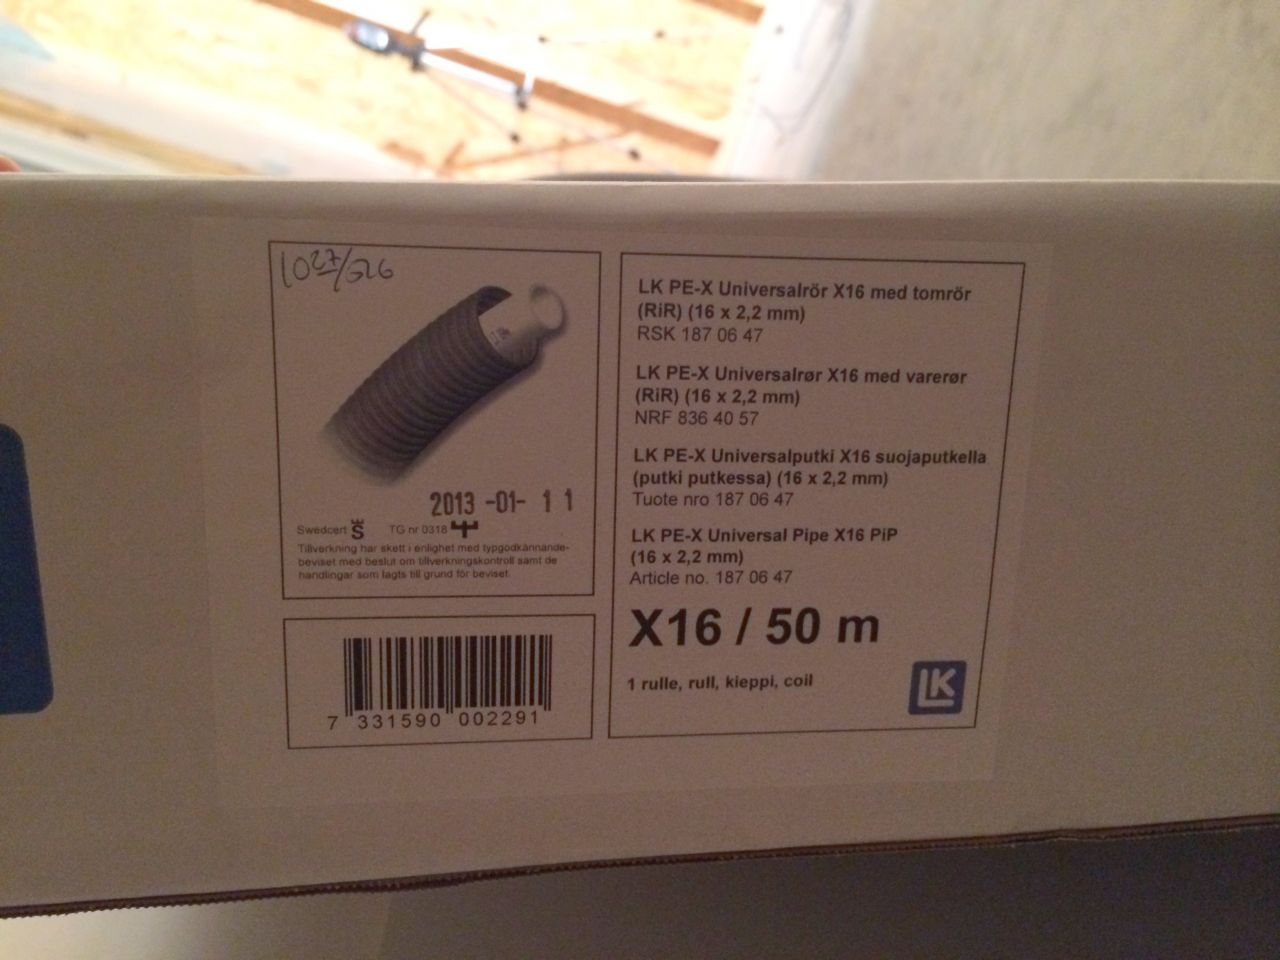 10 27/626
2013 -01- 1 1
Swedcert S TG nr 0318
Tillverkning har skett i enlighet med typgodkännande-
beviset med beslut om tillverkningskontroll samt de
handlingar som lagts till grund för beviset.
7 331590 002291
LK PE-X Universalrör X16 med tomrör
(RiR) (16 x 2,2 mm)
RSK 187 06 47
LK PE-X Universalrør X16 med varerør
(RiR) (16 x 2,2 mm)
NRF 836 40 57
LK PE-X Universalputki X16 suojaputkella
(putki putkessa) (16 x 2,2 mm)
Tuote nro 187 06 47
LK PE-X Universal Pipe X16 PiP
(16 x 2,2 mm)
Article no. 187 06 47
X16 / 50 m
1 rulle, rull, kieppi, coil
LK